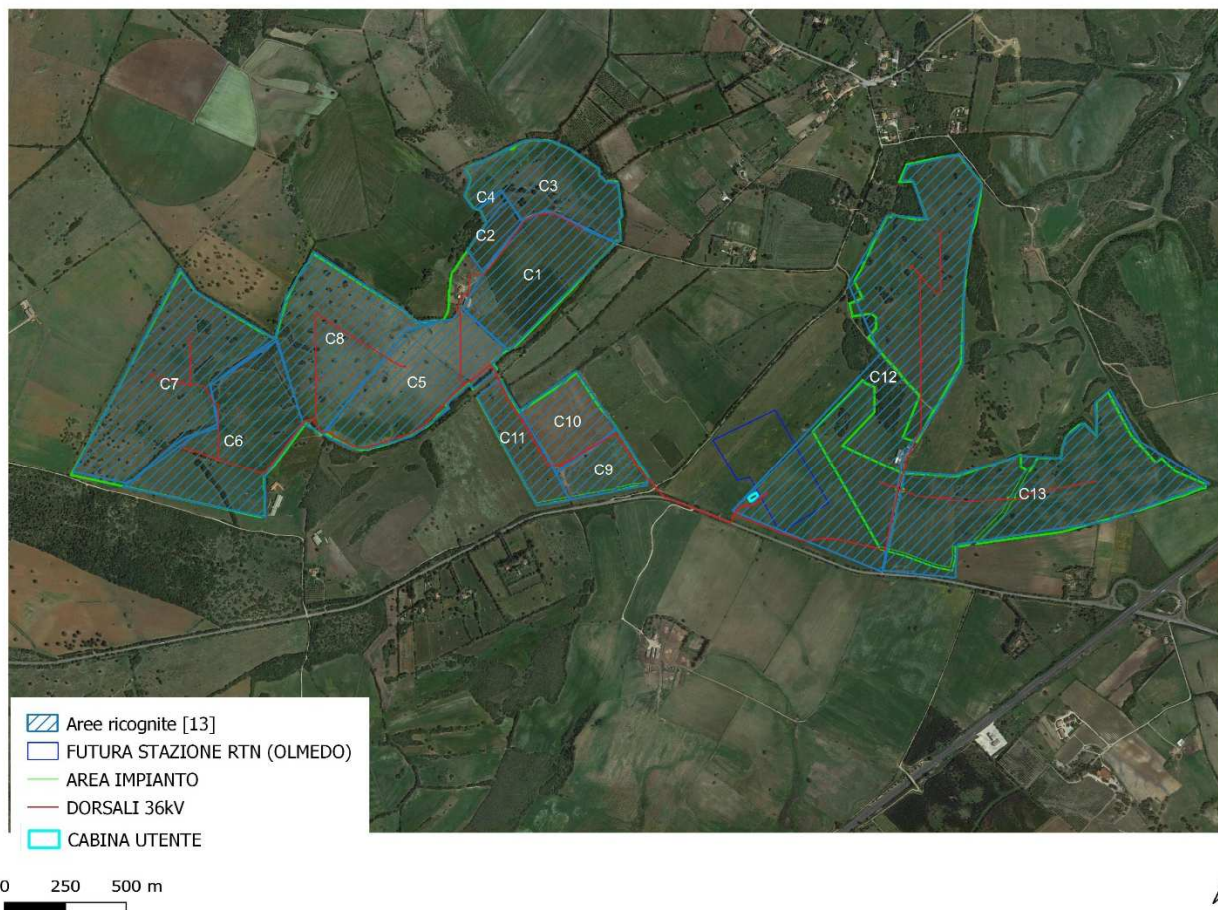 C3
C4
C2
C1
C8
C5
C7
C12
C10
C11
C6
C9
C13
Aree ricognite [13]
FUTURA STAZIONE RTN (OLMEDO)
AREA IMPIANTO
DORSALI 36kV
CABINA UTENTE
0 250 500 m